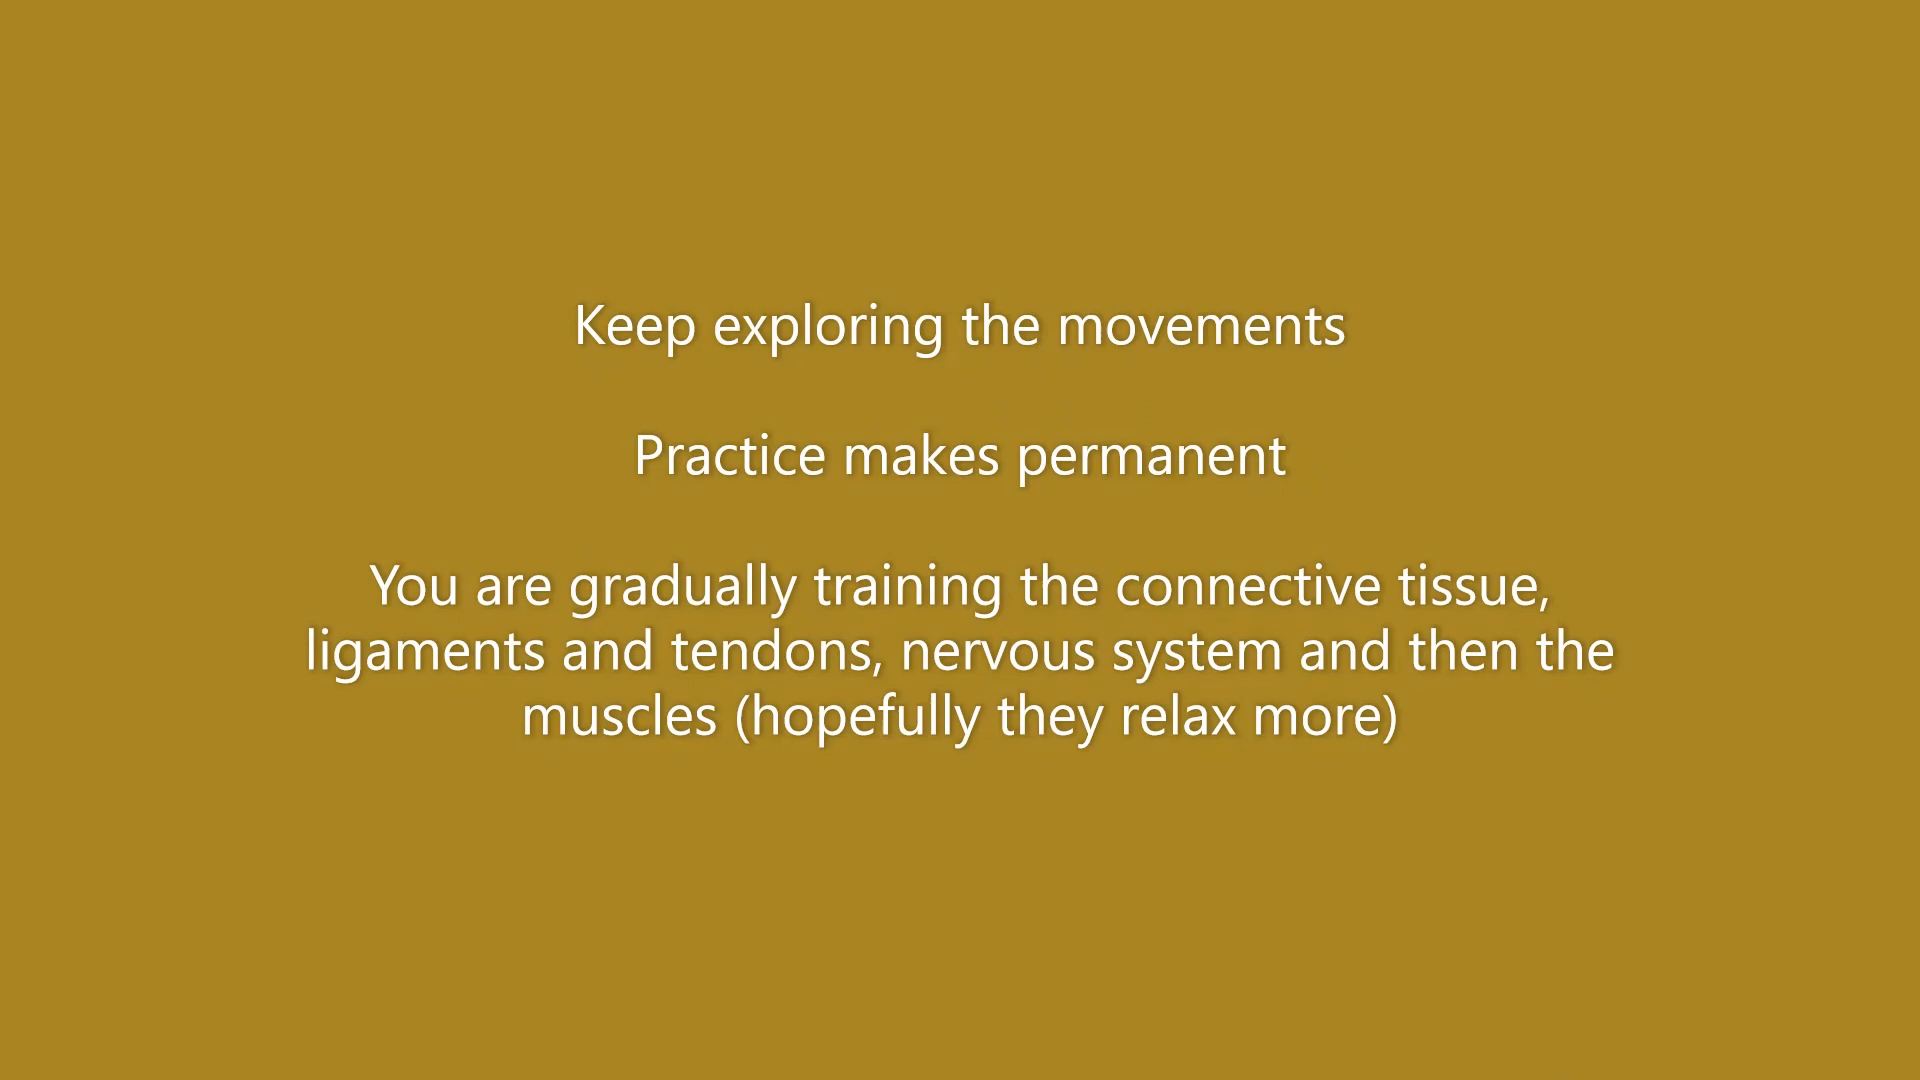 Keep exploring the movements
Practice makes permanent
You are gradually training the connective tissue,
ligaments and tendons, nervous system and then the
muscles (hopefully they relax more)